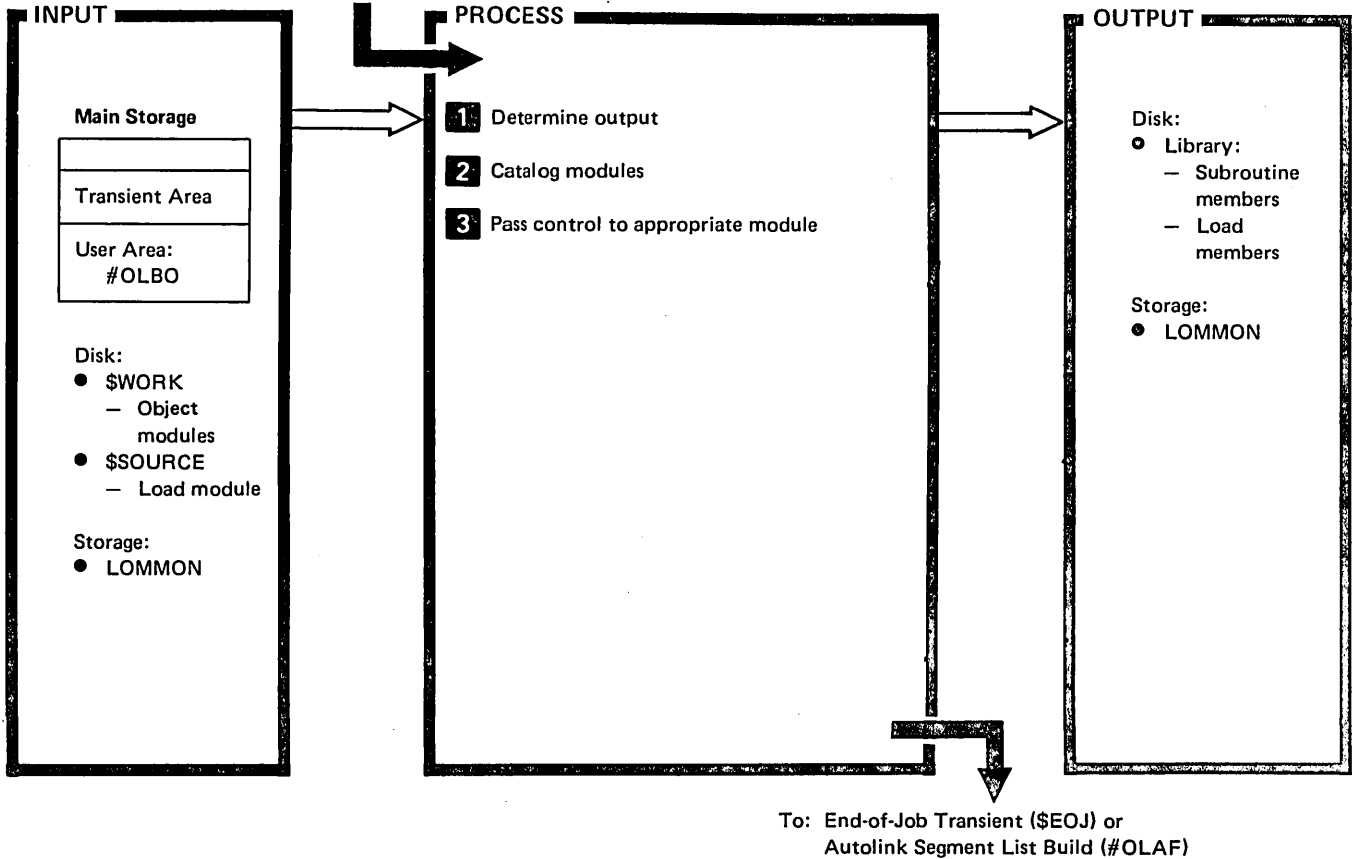 INPUT
Main Storage
Transient Area
User Area:
#OLBO
Disk:
● $WORK
— Object
modules
● $SOURCE
— Load module
Storage:
● LOMMON
PROCESS
1 Determine output
2 Catalog modules
3 Pass control to appropriate module
OUTPUT
Disk:
● Library:
— Subroutine
members
— Load
members
Storage:
● LOMMON
To: End-of-Job Transient ($EOJ) or
Autolink Segment List Build (#OLAF)